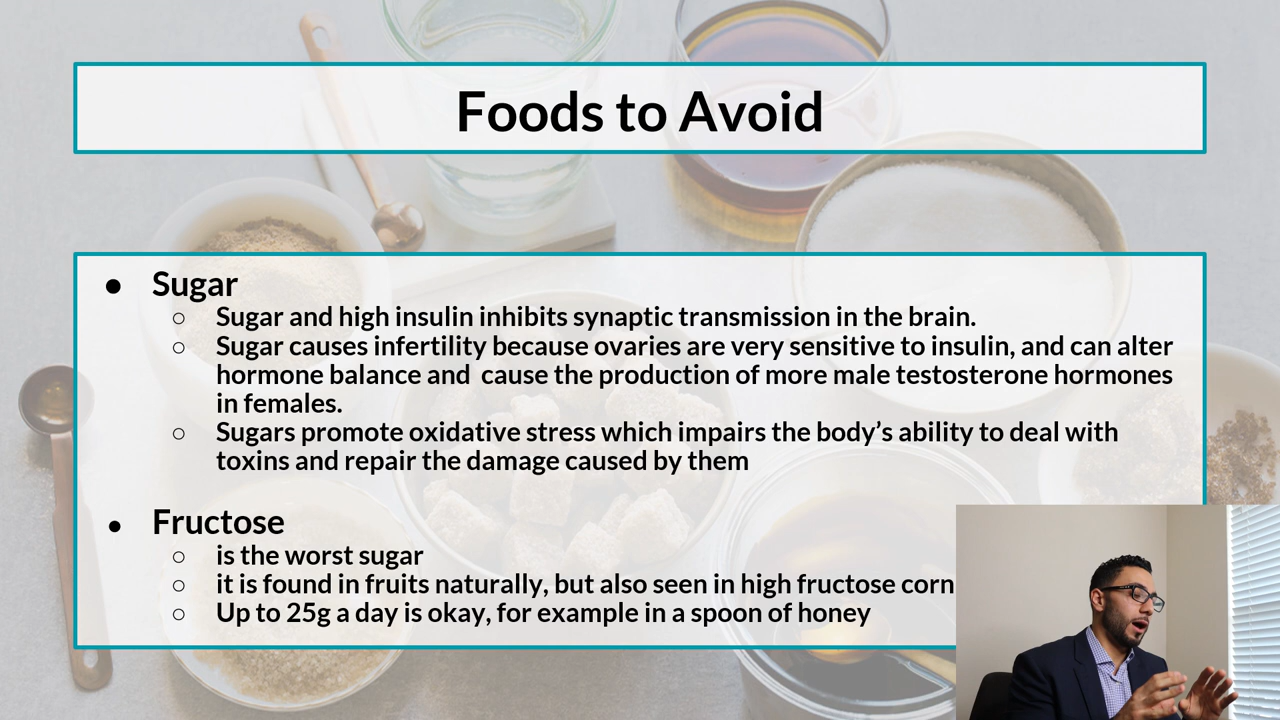 Foods to Avoid
● Sugar
○ Sugar and high insulin inhibits synaptic transmission in the brain.
○ Sugar causes infertility because ovaries are very sensitive to insulin, and can alter
hormone balance and  cause the production of more male testosterone hormones
in females.
○ Sugars promote oxidative stress which impairs the body’s ability to deal with
toxins and repair the damage caused by them
● Fructose
○ is the worst sugar
○ it is found in fruits naturally, but also seen in high fructose corn
○ Up to 25g a day is okay, for example in a spoon of honey